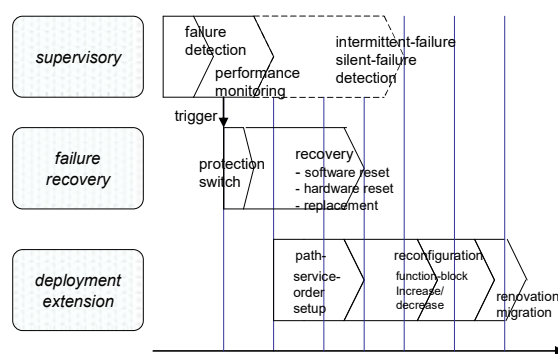 supervisory
failure
detection
performance
monitoring
intermittent-failure
silent-failure
detection
trigger
failure
recovery
protection
switch
recovery
- software reset
- hardware reset
- replacement
deployment
extension
path-
service-
order
setup
reconfiguration
function-block
Increase/
decrease
renovation
migration